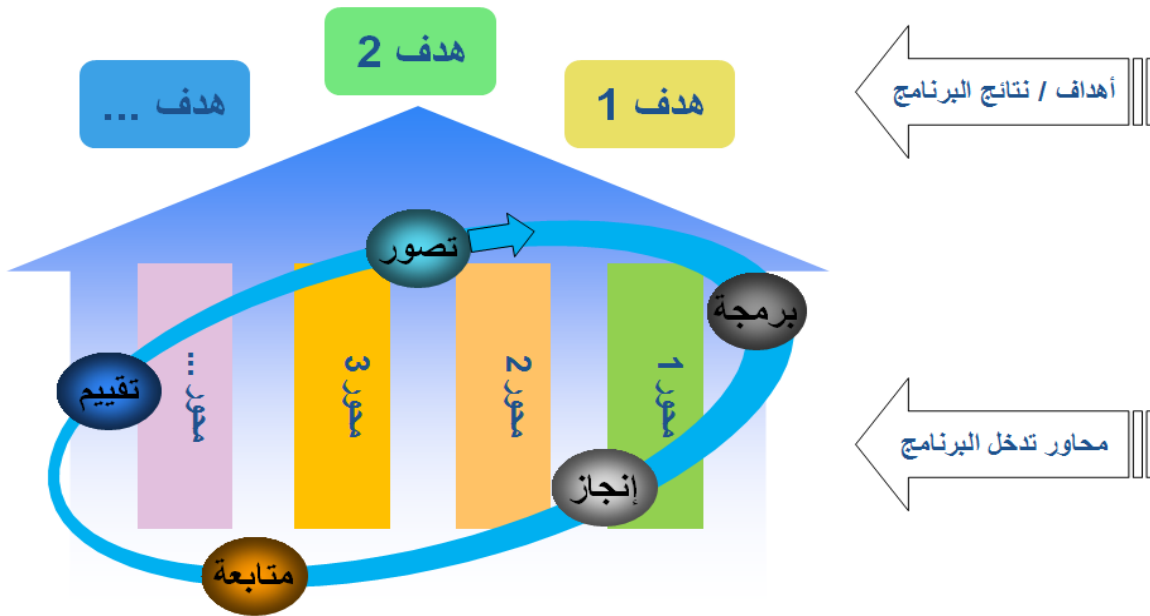 هدف 2
هدف 1
هدف ...
أهداف / نتائج البرنامج
تصور
برمجة
محور 1
محور 2
محور 3
محور ...
تقييم
محاور تدخل البرنامج
إنجاز
متابعة